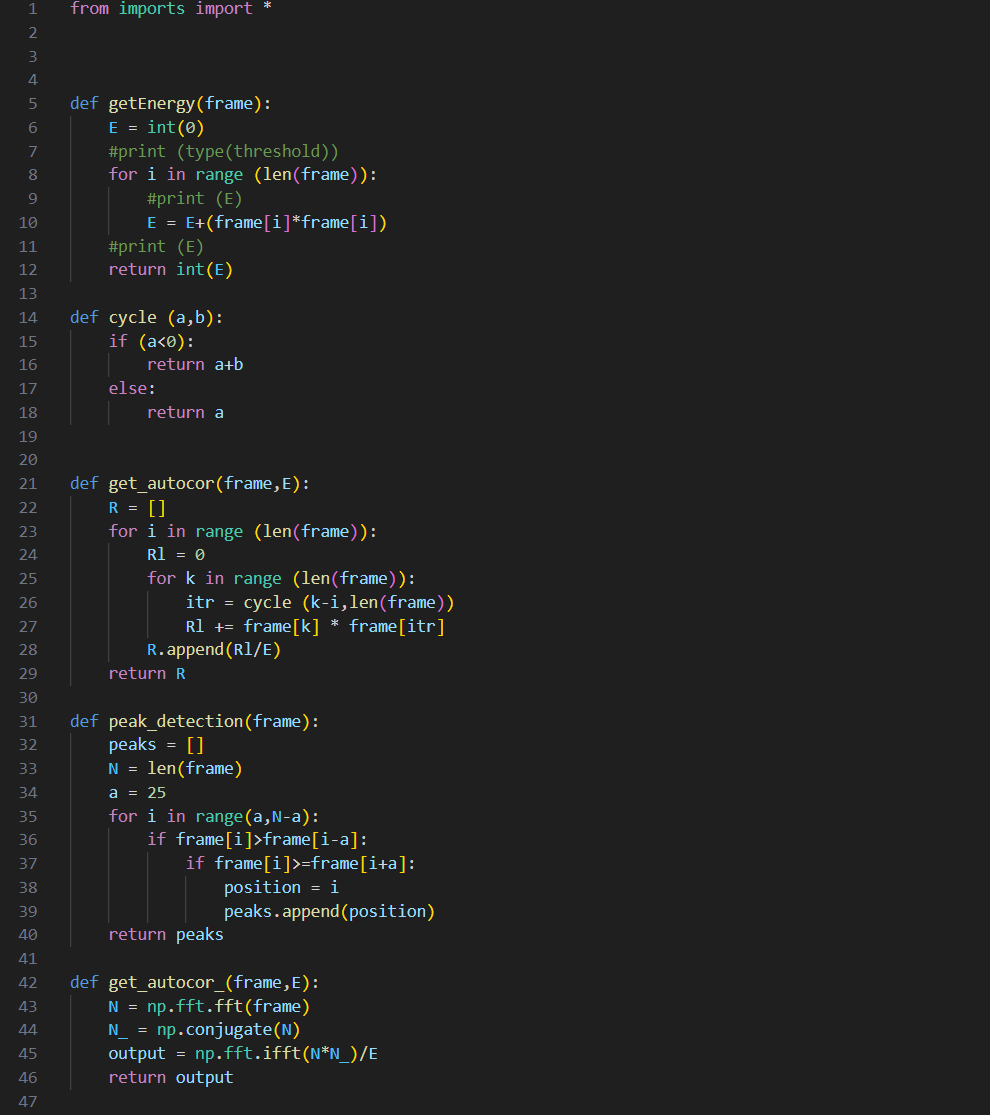 1 from imports import *
2
3
4
5 def getEnergy(frame):
6     E = int(0)
7     #print (type(threshold))
8     for i in range (len(frame)):
9         #print (E)
10         E = E+(frame[i]*frame[i])
11     #print (E)
12     return int(E)
13
14 def cycle (a,b):
15     if (a<0):
16         return a+b
17     else:
18         return a
19
20
21 def get_autocor(frame,E):
22     R = []
23     for i in range (len(frame)):
24         Rl = 0
25         for k in range (len(frame)):
26             itr = cycle (k-i,len(frame))
27             Rl += frame[k] * frame[itr]
28         R.append(Rl/E)
29     return R
30
31 def peak_detection(frame):
32     peaks = []
33     N = len(frame)
34     a = 25
35     for i in range(a,N-a):
36         if frame[i]>frame[i-a]:
37             if frame[i]>=frame[i+a]:
38                 position = i
39                 peaks.append(position)
40     return peaks
41
42 def get_autocor_(frame,E):
43     N = np.fft.fft(frame)
44     N_ = np.conjugate(N)
45     output = np.fft.ifft(N*N_)/E
46     return output
47